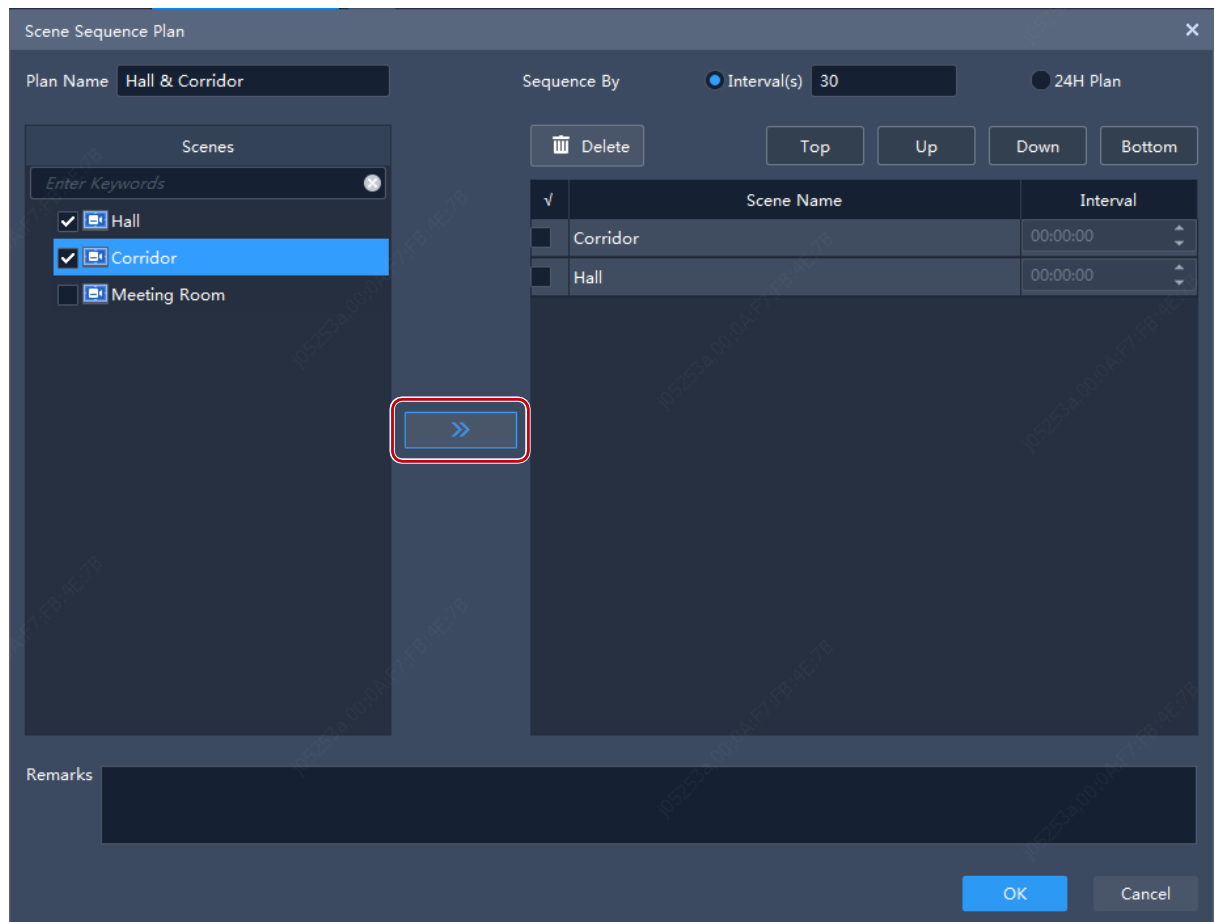 Scene Sequence Plan
Plan Name Hall & Corridor Sequence By Interval(s) 30 24H Plan
Scenes
Enter Keywords
Hall
Corridor
Meeting Room
Delete Top Up Down Bottom
√ Scene Name Interval
Corridor 00:00:00
Hall 00:00:00
Remarks
OK Cancel